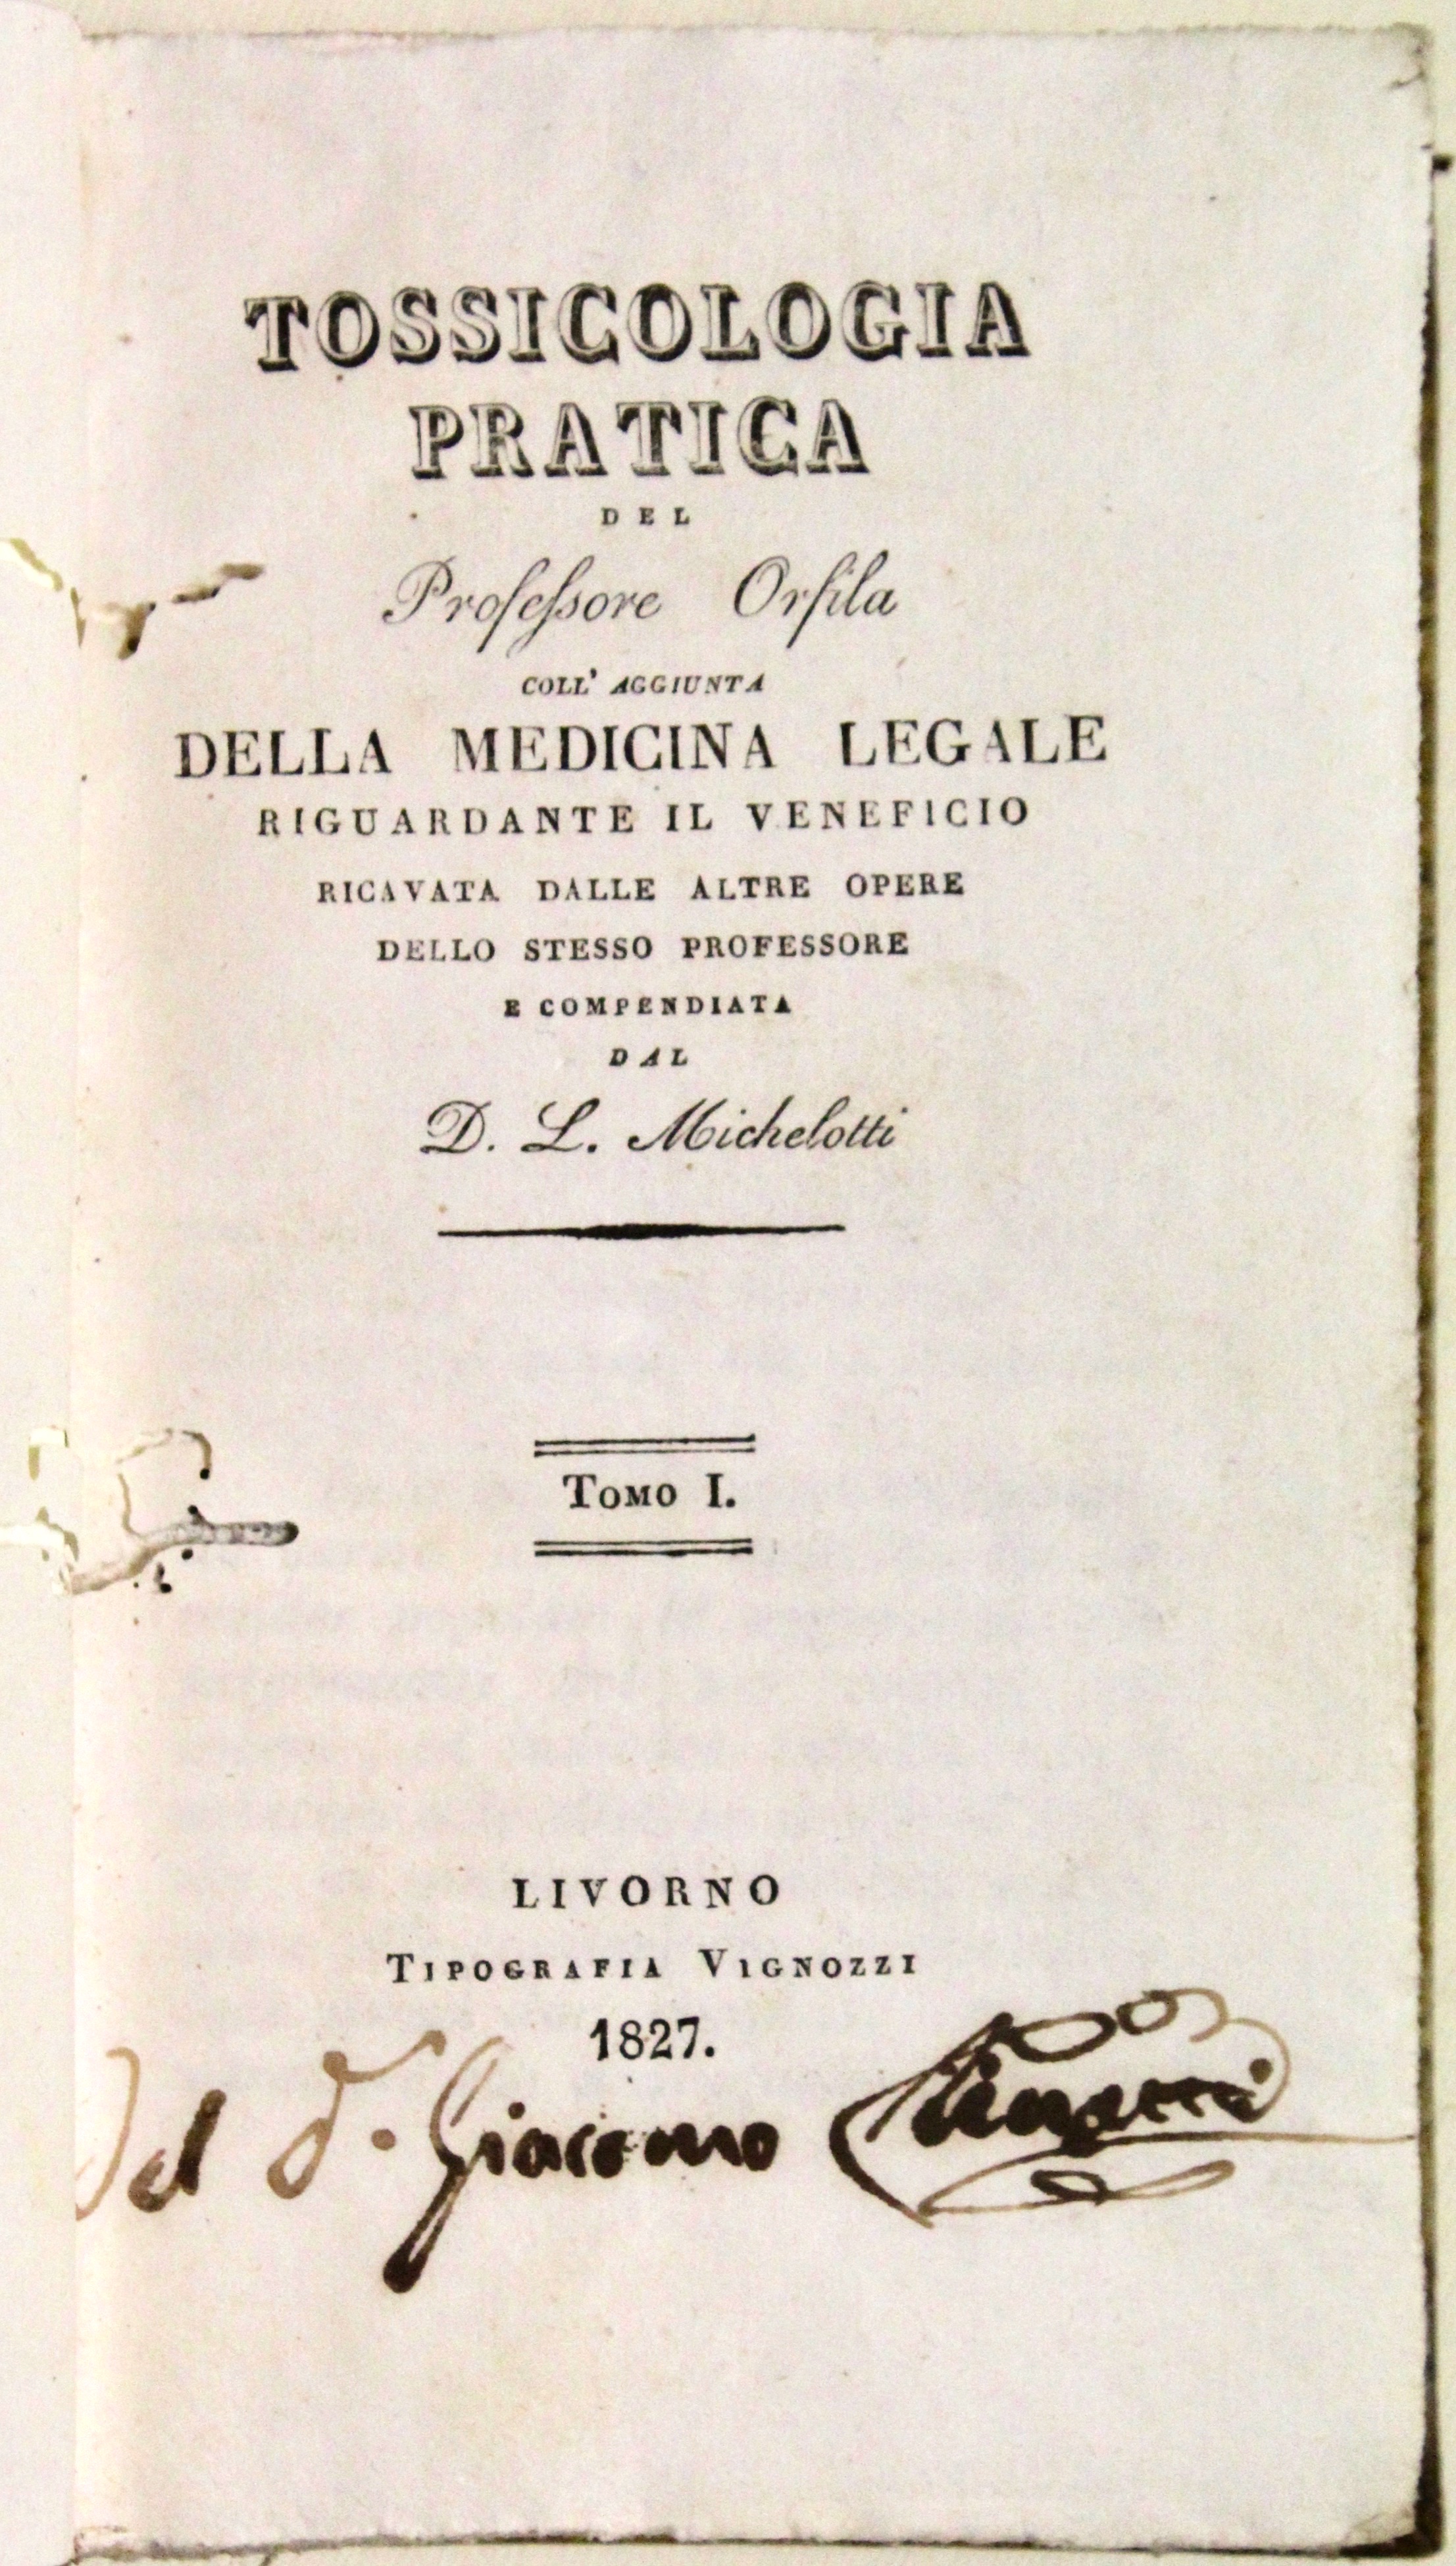 TOSSICOLOGIA
PRATICA
DEL
Professore Orfila
COLL' AGGIUNTA
DELLA MEDICINA LEGALE
RIGUARDANTE IL VENEFICIO
RICAVATA DALLE ALTRE OPERE
DELLO STESSO PROFESSORE
E COMPENDIATA
DAL
D. L. Michelotti
TOMO I.
LIVORNO
TIPOGRAFIA VIGNOZZI
1827.
Del D. Giacomo